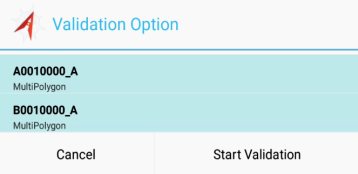 Validation Option
A0010000_A
MultiPolygon
B0010000_A
MultiPolygon
Cancel
Start Validation